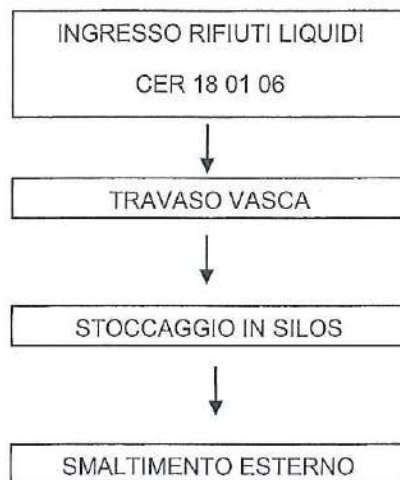 INGRESSO RIFIUTI LIQUIDI
CER 18 01 06
TRAVASO VASCA
STOCCAGGIO IN SILOS
SMALTIMENTO ESTERNO